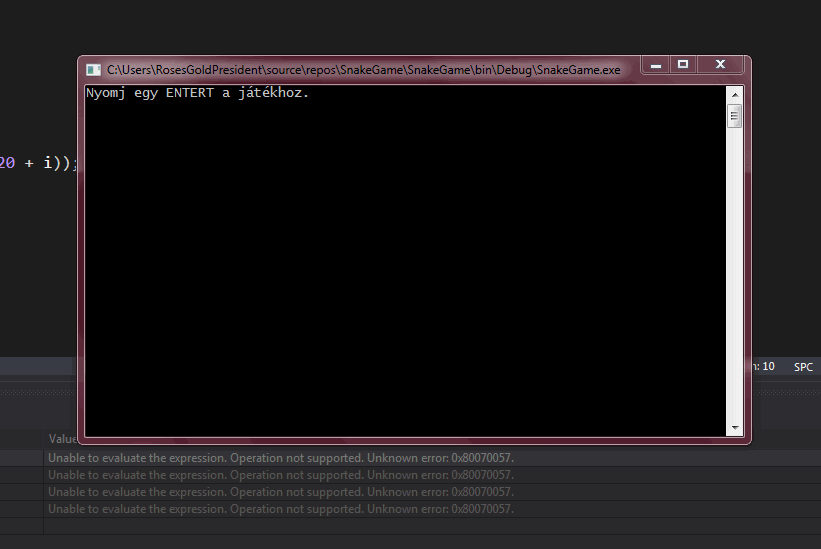 C:\Users\RosesGoldPresident\source\repos\SnakeGame\SnakeGame\bin\Debug\SnakeGame.exe
Nyomj egy ENTERT a játékhoz.
20 + i));
: 10 SPC
Value
Unable to evaluate the expression. Operation not supported. Unknown error: 0x80070057.
Unable to evaluate the expression. Operation not supported. Unknown error: 0x80070057.
Unable to evaluate the expression. Operation not supported. Unknown error: 0x80070057.
Unable to evaluate the expression. Operation not supported. Unknown error: 0x80070057.